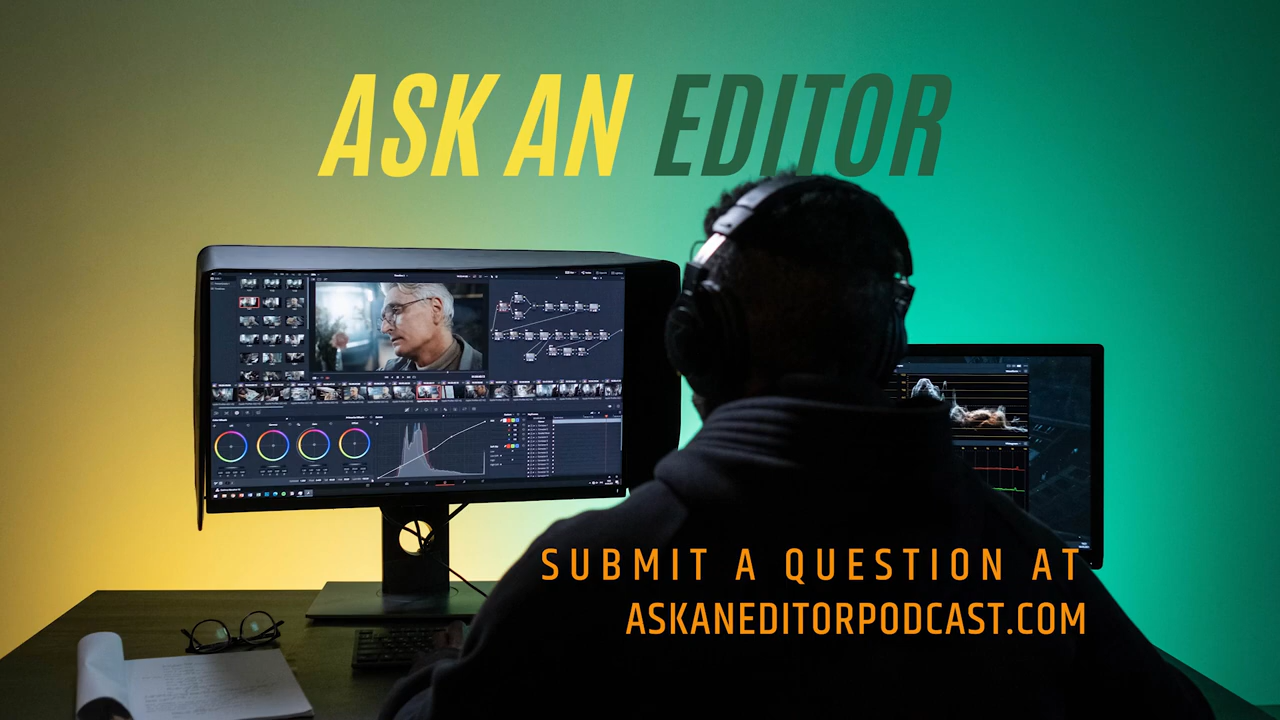 ASK AN EDITOR
SUBMIT A QUESTION AT
ASKANEDITORPODCAST.COM